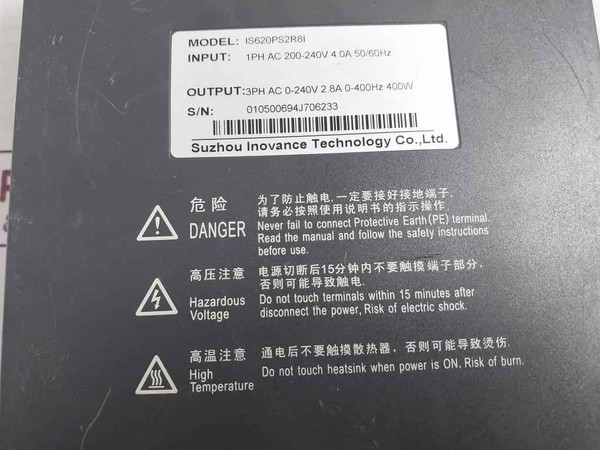 MODEL: IS620PS2R8I
INPUT: 1PH AC 200-240V 4.0A 50/60Hz
OUTPUT: 3PH AC 0-240V 2.8A 0-400Hz 400W
S/N: 010500694J706233
Suzhou Inovance Technology Co.,Ltd.
危险
DANGER
为了防止触电,一定要接好接地端子.
请务必按照使用说明书的指示操作.
Never fail to connect Protective Earth(PE) terminal.
Read the manual and follow the safety instructions
before use.
高压注意
Hazardous
Voltage
电源切断后15分钟内不要触摸端子部分,
否则可能导致触电.
Do not touch terminals within 15 minutes after
disconnect the power, Risk of electric shock.
高温注意
High
Temperature
通电后不要触摸散热器, 否则可能导致烫伤.
Do not touch heatsink when power is ON, Risk of burn.